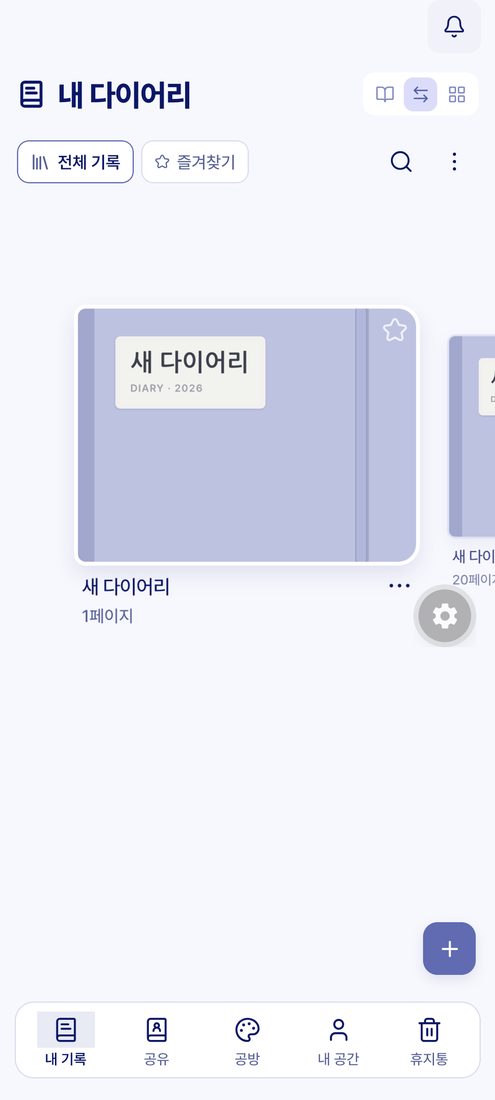 내 다이어리
전체 기록
즐겨찾기
새 다이어리
DIARY · 2026
새 다이어리
1페이지
새 다이
20페이지
내 기록
공유
공방
내 공간
휴지통